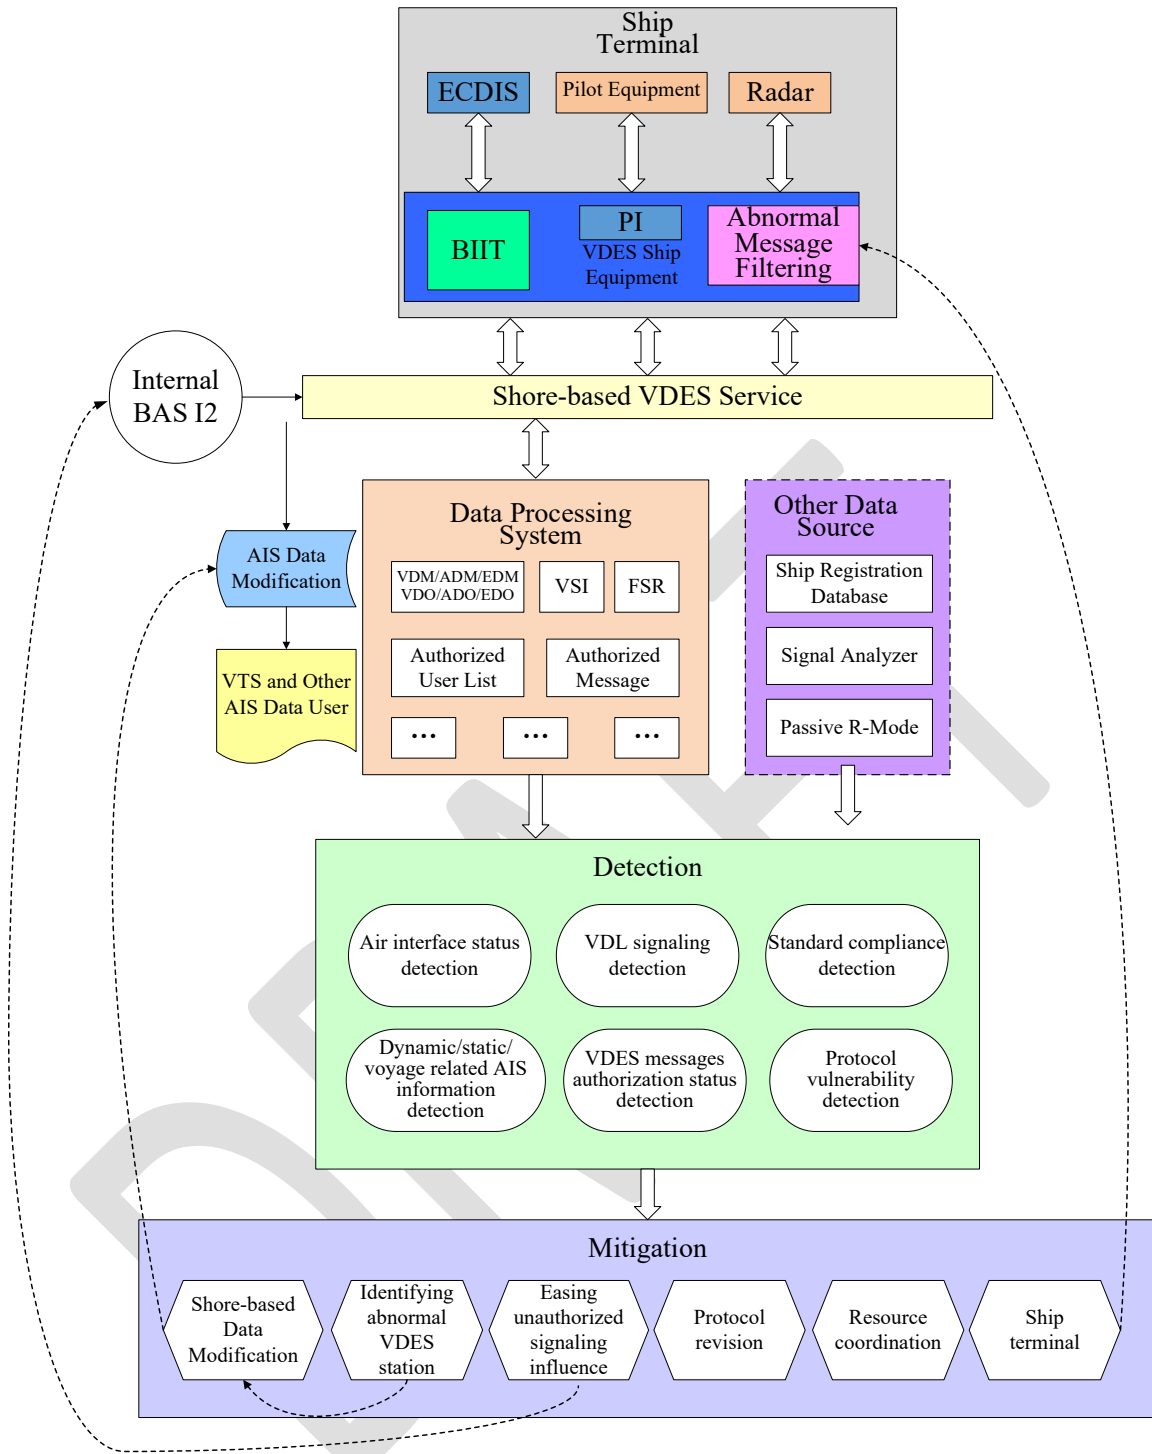 Ship
Terminal
ECDIS
Pilot Equipment
Radar
BIIT
PI
VDES Ship
Equipment
Abnormal
Message
Filtering
Internal
BAS I2
Shore-based VDES Service
AIS Data
Modification
VTS and Other
AIS Data User
Data Processing
System
VDM/ADM/EDM
VDO/ADO/EDO
VSI
FSR
Authorized
User List
Authorized
Message
...
...
...
Other Data
Source
Ship Registration
Database
Signal Analyzer
Passive R-Mode
Detection
Air interface status
detection
VDL signaling
detection
Standard compliance
detection
Dynamic/static/
voyage related AIS
information
detection
VDES messages
authorization status
detection
Protocol
vulnerability
detection
Mitigation
Shore-based
Data
Modification
Identifying
abnormal
VDES
station
Easing
unauthorized
signaling
influence
Protocol
revision
Resource
coordination
Ship
terminal
DRAFT